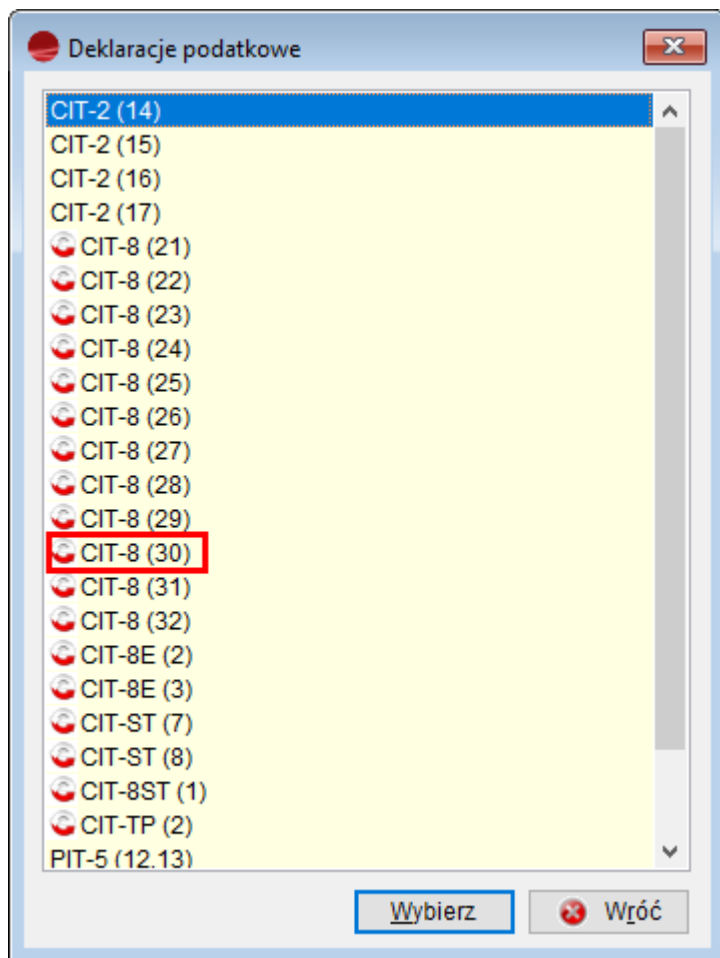 Deklaracje podatkowe
CIT-2 (14)
CIT-2 (15)
CIT-2 (16)
CIT-2 (17)
CIT-8 (21)
CIT-8 (22)
CIT-8 (23)
CIT-8 (24)
CIT-8 (25)
CIT-8 (26)
CIT-8 (27)
CIT-8 (28)
CIT-8 (29)
CIT-8 (30)
CIT-8 (31)
CIT-8 (32)
CIT-8E (2)
CIT-8E (3)
CIT-ST (7)
CIT-ST (8)
CIT-8ST (1)
CIT-TP (2)
PIT-5 (12,13)
Wybierz Wróć